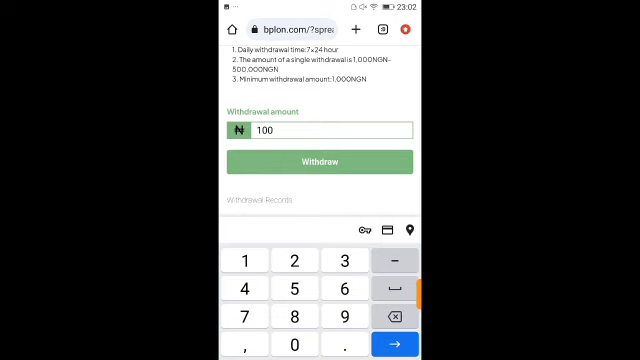 23:02
bplon.com/?sprea
1. Daily withdrawal time:7×24 hour
2. The amount of a single withdrawal is 1,000NGN-
500,000NGN
3. Minimum withdrawal amount:1,000NGN
Withdrawal amount
₦ 100
Withdraw
Withdrawal Records
1 2 3 –
4 5 6
7 8 9
, 0 .